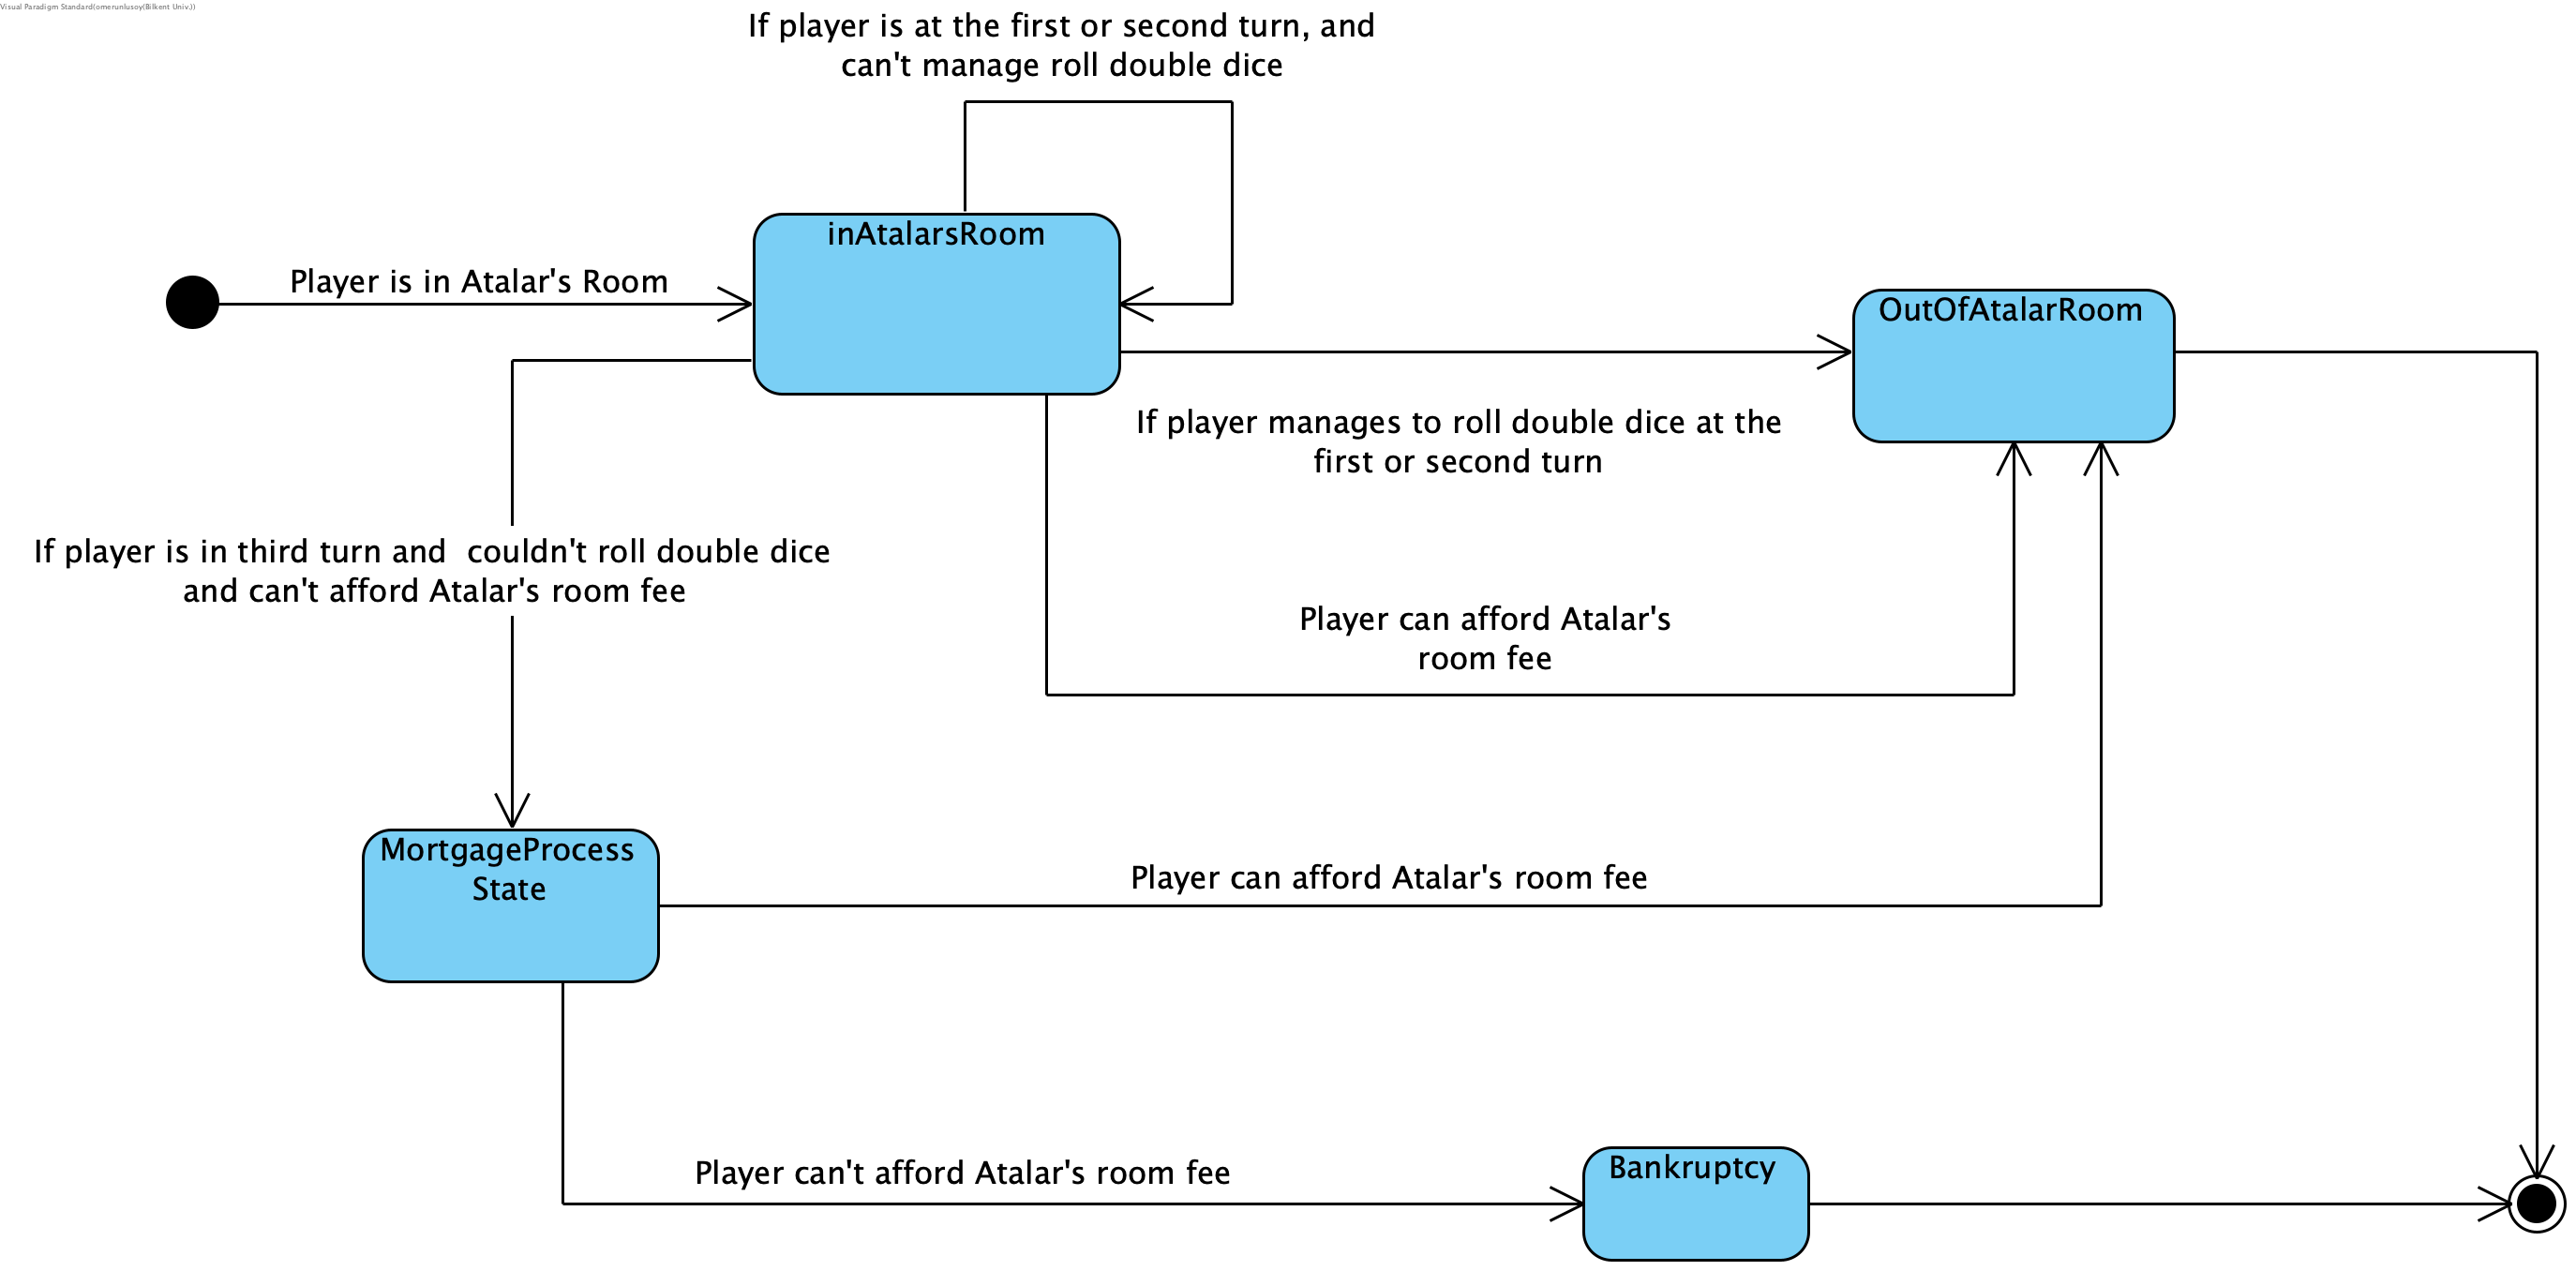 Visual Paradigm Standard(omerunlusoy(Bilkent Univ.))
If player is at the first or second turn, and
can't manage roll double dice
inAtalarsRoom
Player is in Atalar's Room
OutOfAtalarRoom
If player manages to roll double dice at the
first or second turn
If player is in third turn and  couldn't roll double dice
and can't afford Atalar's room fee
Player can afford Atalar's
room fee
MortgageProcess
State
Player can afford Atalar's room fee
Player can't afford Atalar's room fee
Bankruptcy